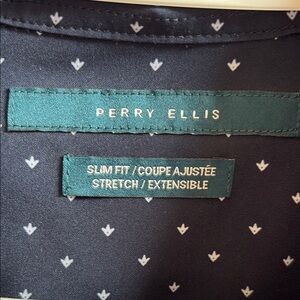 PERRY ELLIS
SLIM FIT / COUPE AJUSTÉE
STRETCH / EXTENSIBLE